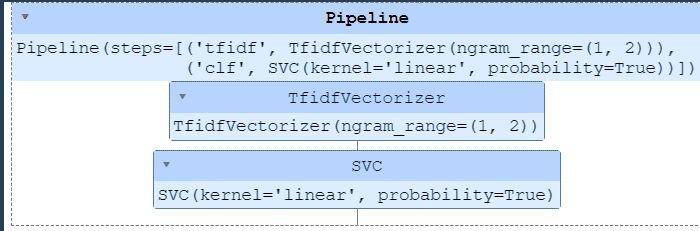 Pipeline
Pipeline(steps=[('tfidf', TfidfVectorizer(ngram_range=(1, 2))),
('clf', SVC(kernel='linear', probability=True))])
TfidfVectorizer
TfidfVectorizer(ngram_range=(1, 2))
SVC
SVC(kernel='linear', probability=True)